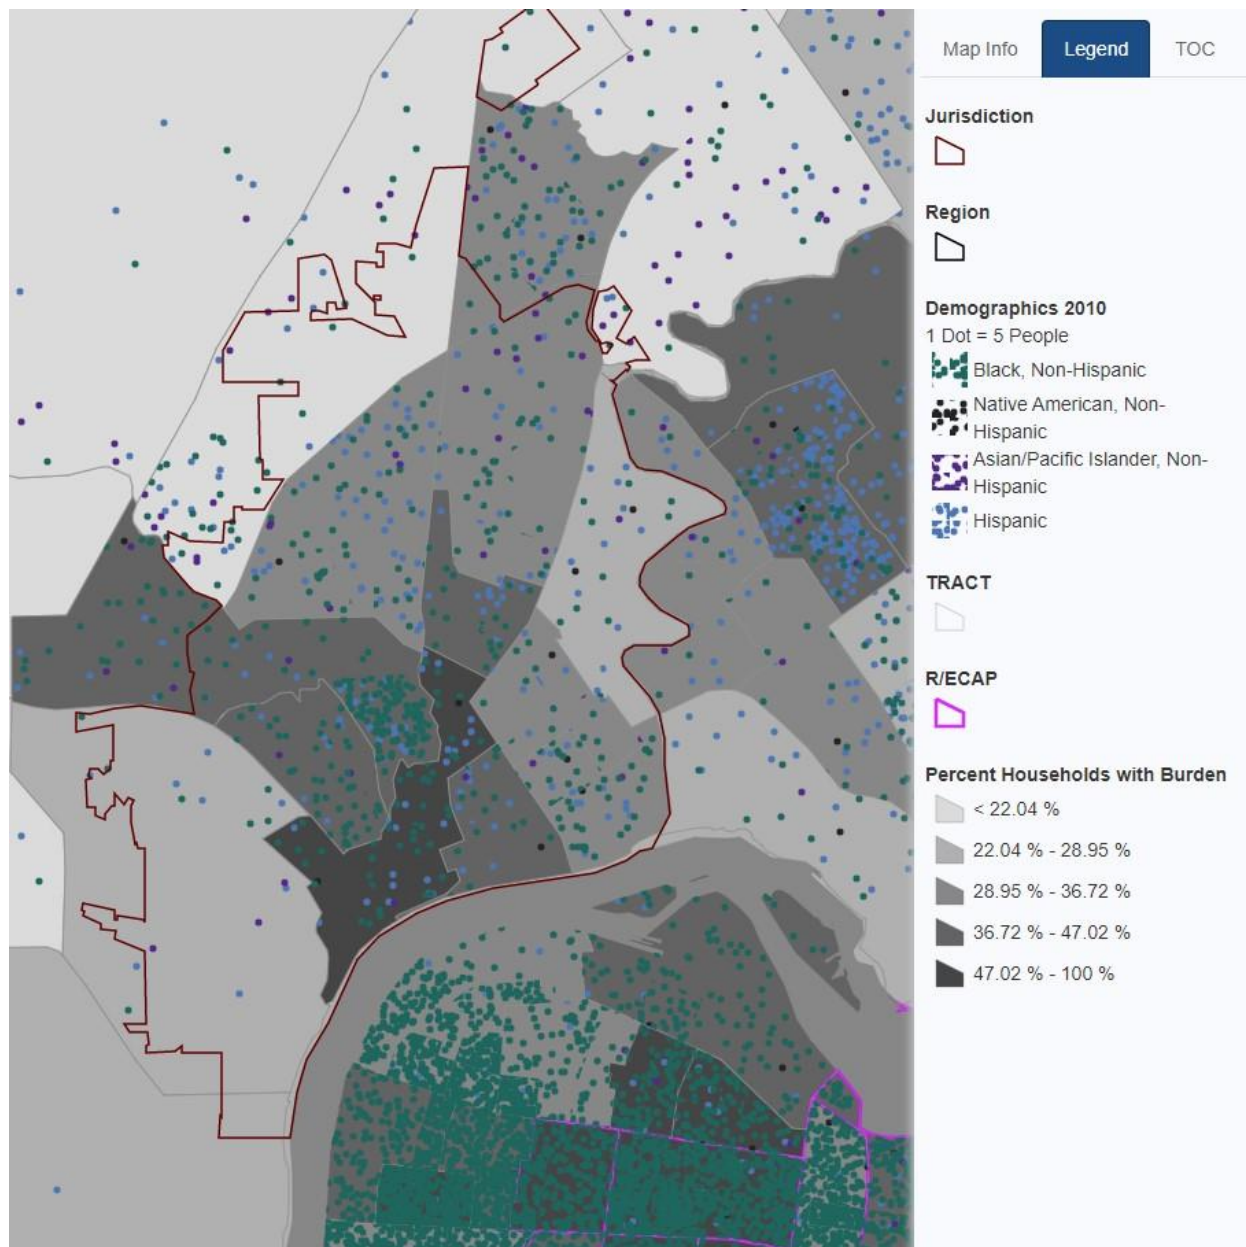 Map Info Legend TOC
Jurisdiction
Region
Demographics 2010
1 Dot = 5 People
Black, Non-Hispanic
Native American, Non-
Hispanic
Asian/Pacific Islander, Non-
Hispanic
Hispanic
TRACT
R/ECAP
Percent Households with Burden
< 22.04 %
22.04 % - 28.95 %
28.95 % - 36.72 %
36.72 % - 47.02 %
47.02 % - 100 %